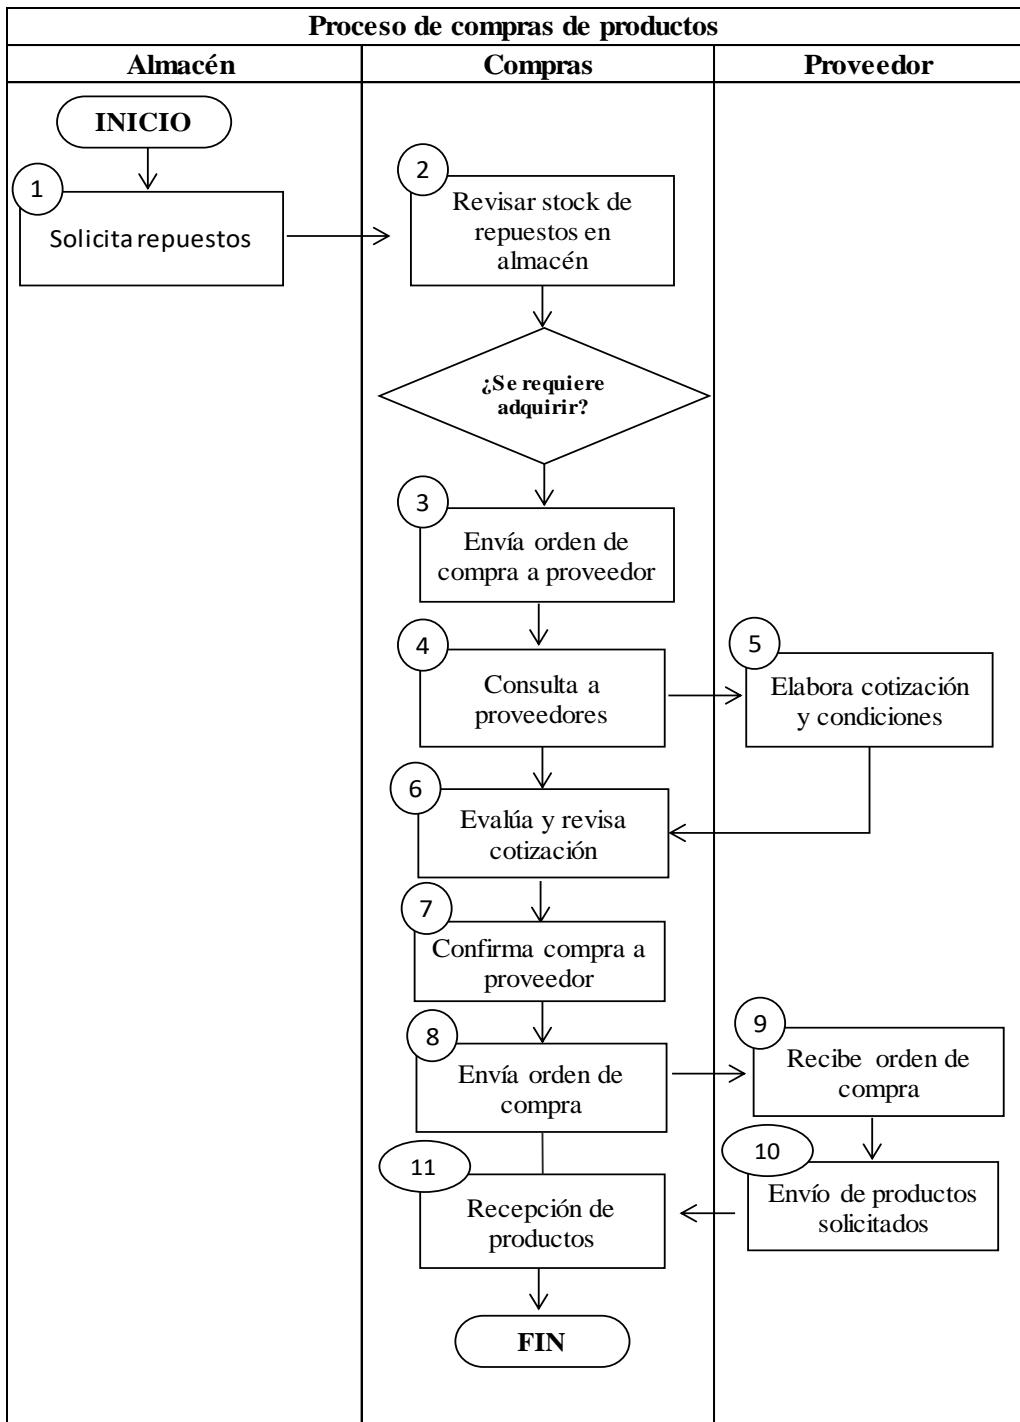 Proceso de compras de productos
Almacén
Compras
Proveedor
INICIO
1
Solicita repuestos
2
Revisar stock de
repuestos en
almacén
¿Se requiere
adquirir?
3
Envía orden de
compra a proveedor
4
Consulta a
proveedores
5
Elabora cotización
y condiciones
6
Evalúa y revisa
cotización
7
Confirma compra a
proveedor
8
Envía orden de
compra
9
Recibe orden de
compra
10
Envío de productos
solicitados
11
Recepción de
productos
FIN